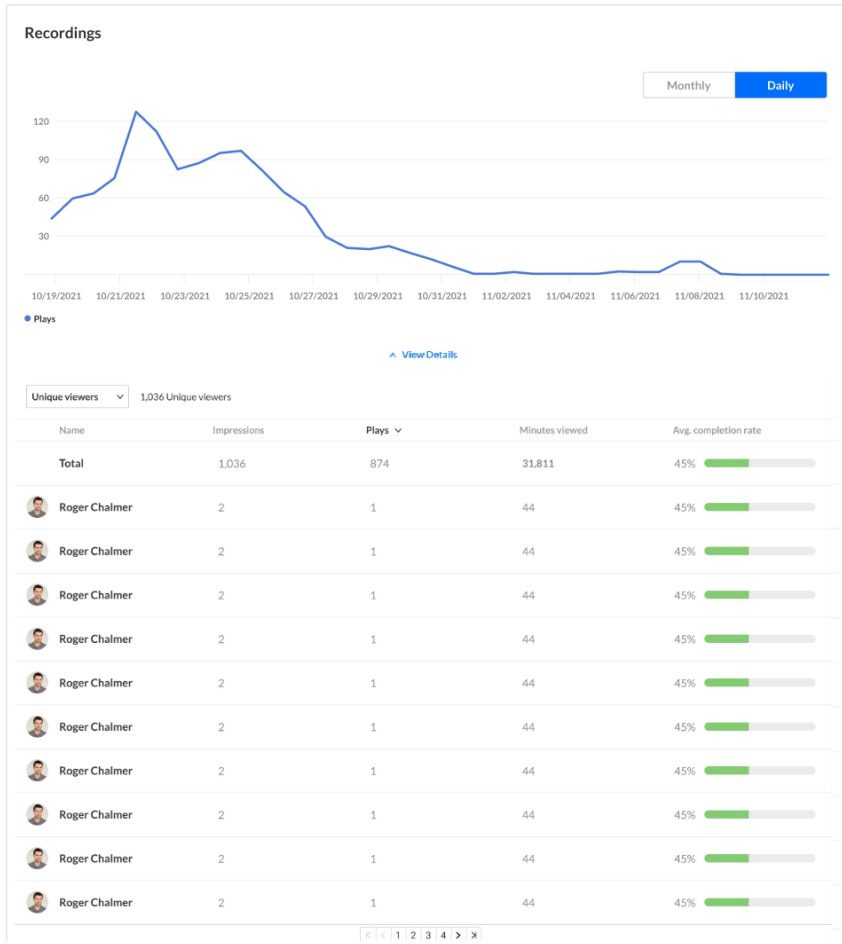 Recordings
Monthly Daily
120
90
60
30
10/19/2021 10/21/2021 10/23/2021 10/25/2021 10/27/2021 10/29/2021 10/31/2021 11/02/2021 11/04/2021 11/06/2021 11/08/2021 11/10/2021
Plays
View Details
Unique viewers 1,036 Unique viewers
Name Impressions Plays Minutes viewed Avg. completion rate
Total 1,036 874 31,811 45%
Roger Chalmer 2 1 44 45%
Roger Chalmer 2 1 44 45%
Roger Chalmer 2 1 44 45%
Roger Chalmer 2 1 44 45%
Roger Chalmer 2 1 44 45%
Roger Chalmer 2 1 44 45%
Roger Chalmer 2 1 44 45%
Roger Chalmer 2 1 44 45%
Roger Chalmer 2 1 44 45%
Roger Chalmer 2 1 44 45%
1 2 3 4